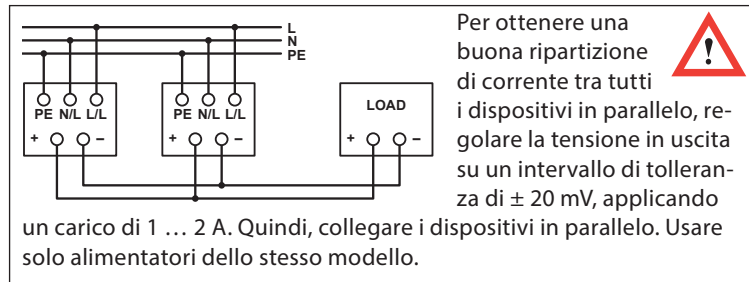 L
N
PE
PE N/L L/L
+ –
PE N/L L/L
+ –
LOAD
+ –
Per ottenere una
buona ripartizione
di corrente tra tutti
i dispositivi in parallelo, re-
golare la tensione in uscita
su un intervallo di tolleran-
za di ± 20 mV, applicando
un carico di 1 … 2 A. Quindi, collegare i dispositivi in parallelo. Usare
solo alimentatori dello stesso modello.
!